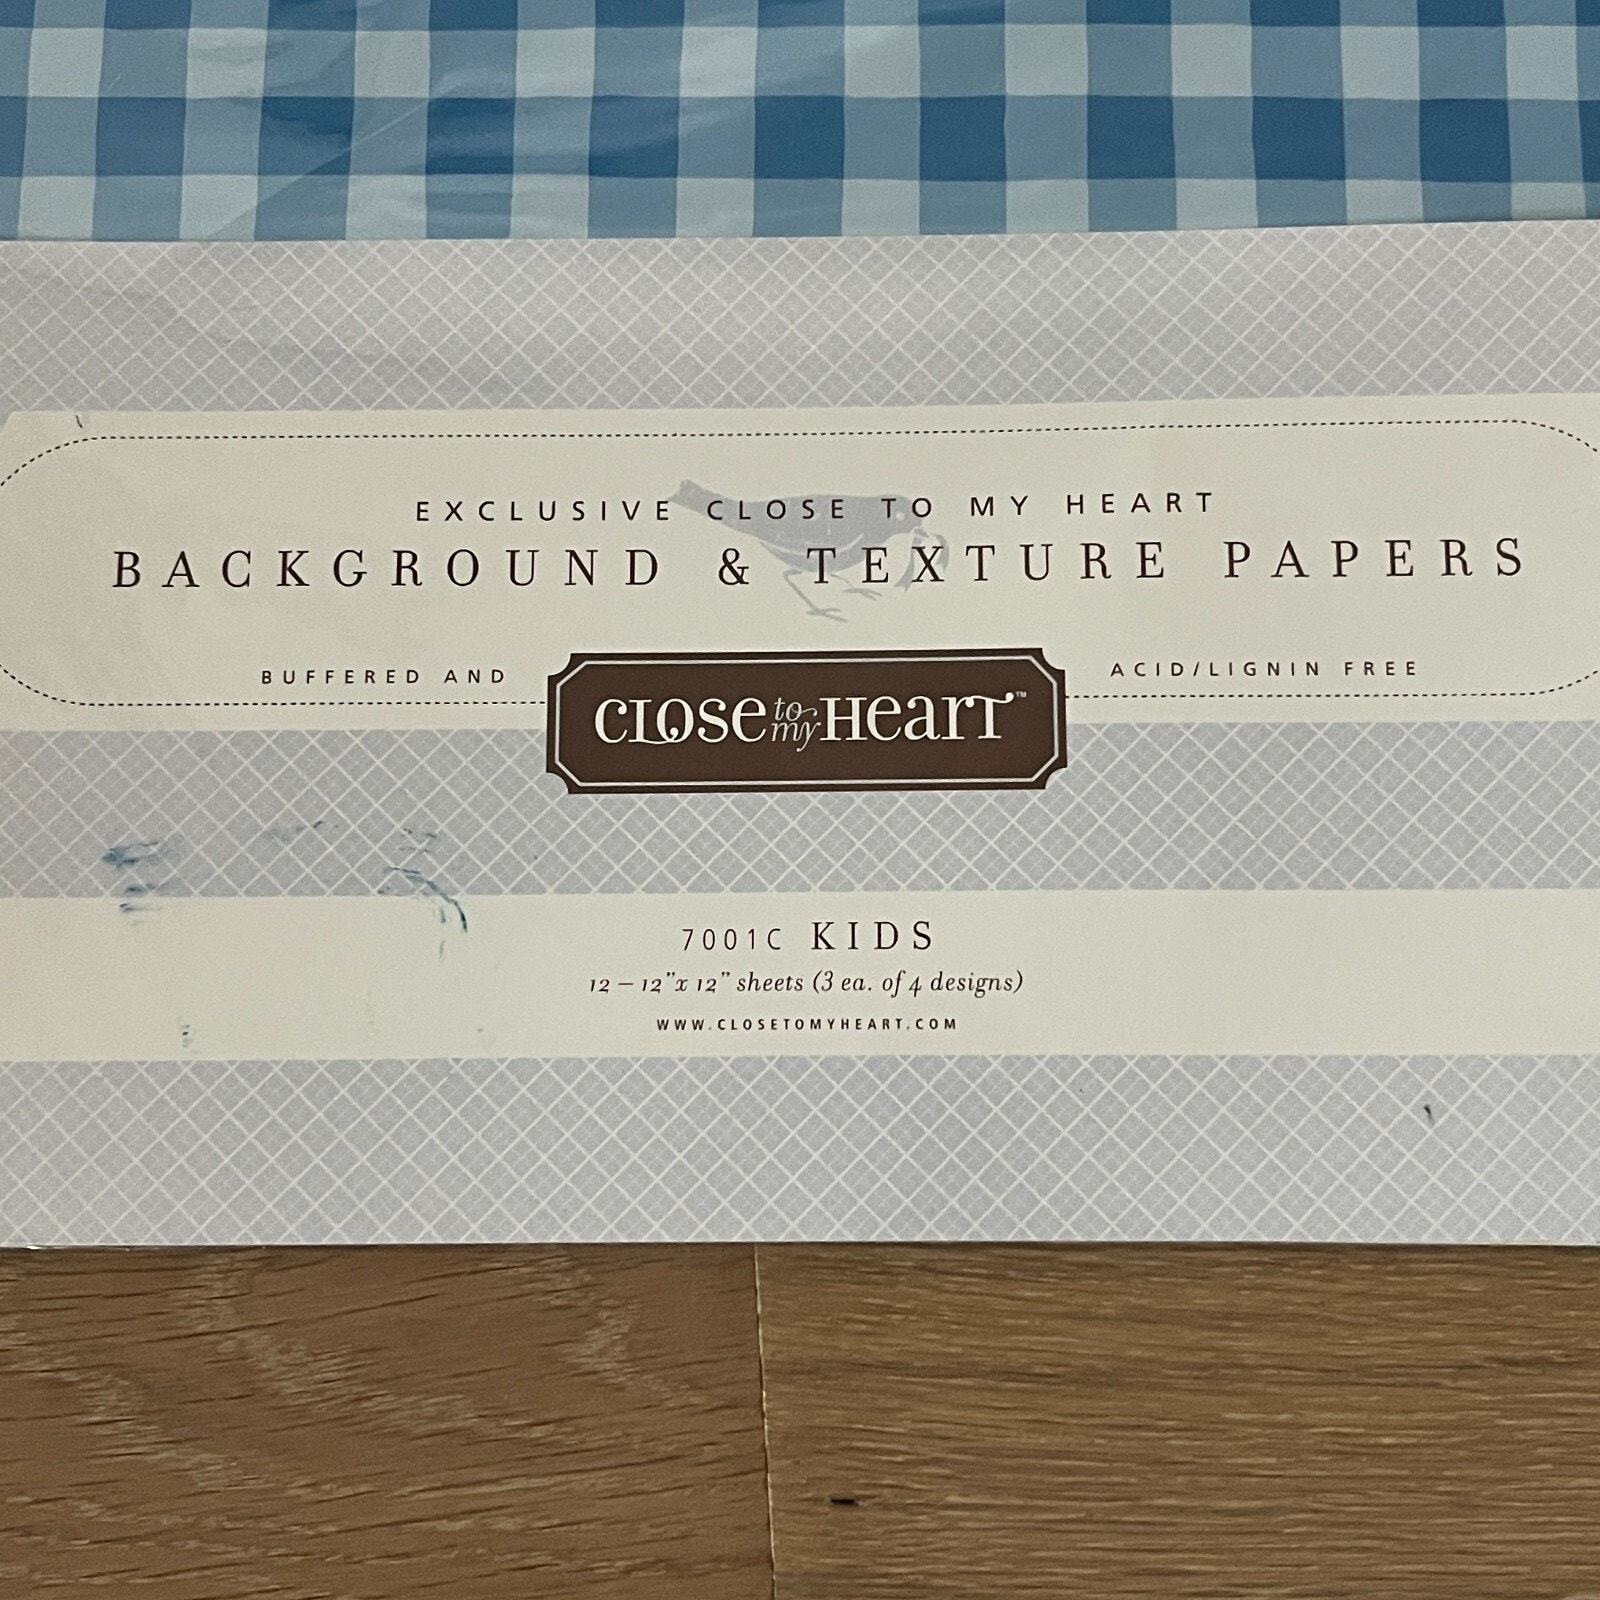 EXCLUSIVE CLOSE TO MY HEART
BACKGROUND & TEXTURE PAPERS
BUFFERED AND ACID/LIGNIN FREE
CLOSE to my HEART™
7001C KIDS
12 – 12" x 12" sheets (3 ea. of 4 designs)
WWW.CLOSETOMYHEART.COM